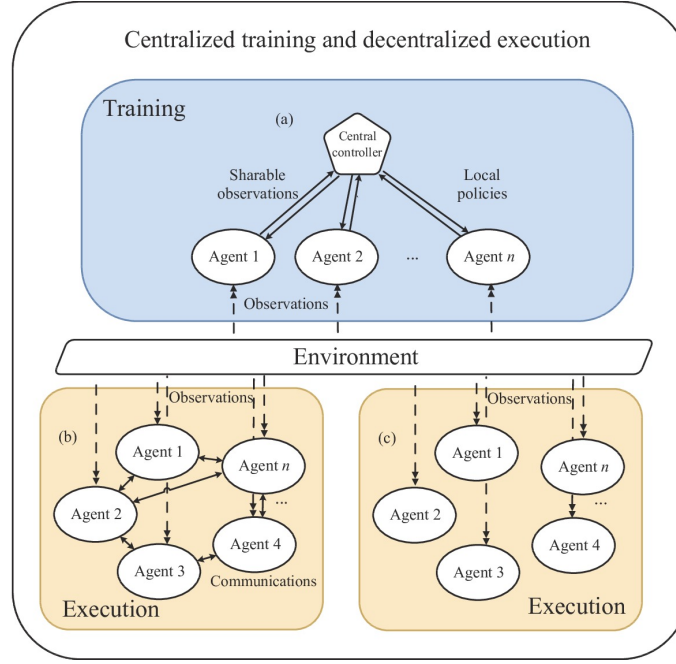 Centralized training and decentralized execution
Training
(a)
Central
controller
Sharable
observations
Local
policies
Agent 1
Agent 2
...
Agent n
Observations
Environment
Observations
(b)
Agent 1
Agent n
Agent 2
...
Agent 4
Agent 3
Communications
Execution
Observations
(c)
Agent 1
Agent n
Agent 2
...
Agent 4
Agent 3
Execution